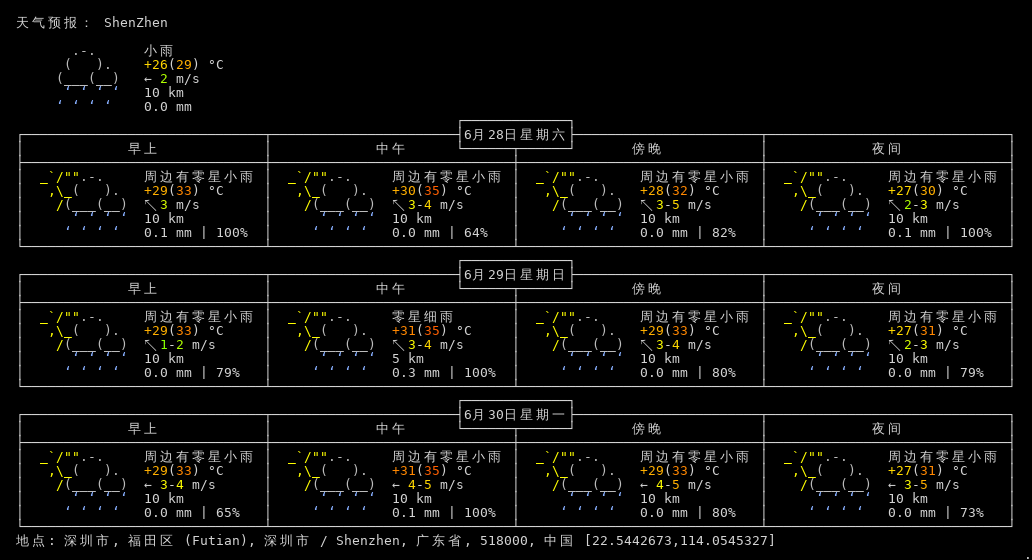 天气预报： ShenZhen
小雨
+26(29) °C
← 2 m/s
10 km
0.0 mm
6月28日星期六
早上 中午 傍晚 夜间
周边有零星小雨 周边有零星小雨 周边有零星小雨 周边有零星小雨
+29(33) °C +30(35) °C +28(32) °C +27(30) °C
↖ 3 m/s ↖ 3-4 m/s ↖ 3-5 m/s ↖ 2-3 m/s
10 km 10 km 10 km 10 km
0.1 mm | 100% 0.0 mm | 64% 0.0 mm | 82% 0.1 mm | 100%
6月29日星期日
早上 中午 傍晚 夜间
周边有零星小雨 零星细雨 周边有零星小雨 周边有零星小雨
+29(33) °C +31(35) °C +29(33) °C +27(31) °C
↖ 1-2 m/s ↖ 3-4 m/s ↖ 3-4 m/s ↖ 2-3 m/s
10 km 5 km 10 km 10 km
0.0 mm | 79% 0.3 mm | 100% 0.0 mm | 80% 0.0 mm | 79%
6月30日星期一
早上 中午 傍晚 夜间
周边有零星小雨 周边有零星小雨 周边有零星小雨 周边有零星小雨
+29(33) °C +31(35) °C +29(33) °C +27(31) °C
← 3-4 m/s ← 4-5 m/s ← 4-5 m/s ← 3-5 m/s
10 km 10 km 10 km 10 km
0.0 mm | 65% 0.1 mm | 100% 0.0 mm | 80% 0.0 mm | 73%
地点: 深圳市, 福田区 (Futian), 深圳市 / Shenzhen, 广东省, 518000, 中国 [22.5442673,114.0545327]